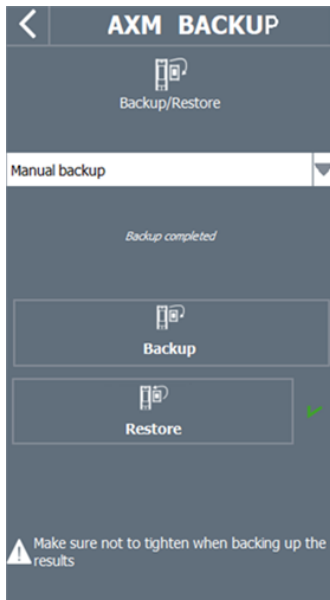 AXM BACKUP
Backup/Restore
Manual backup
Backup completed
Backup
Restore
Make sure not to tighten when backing up the
results